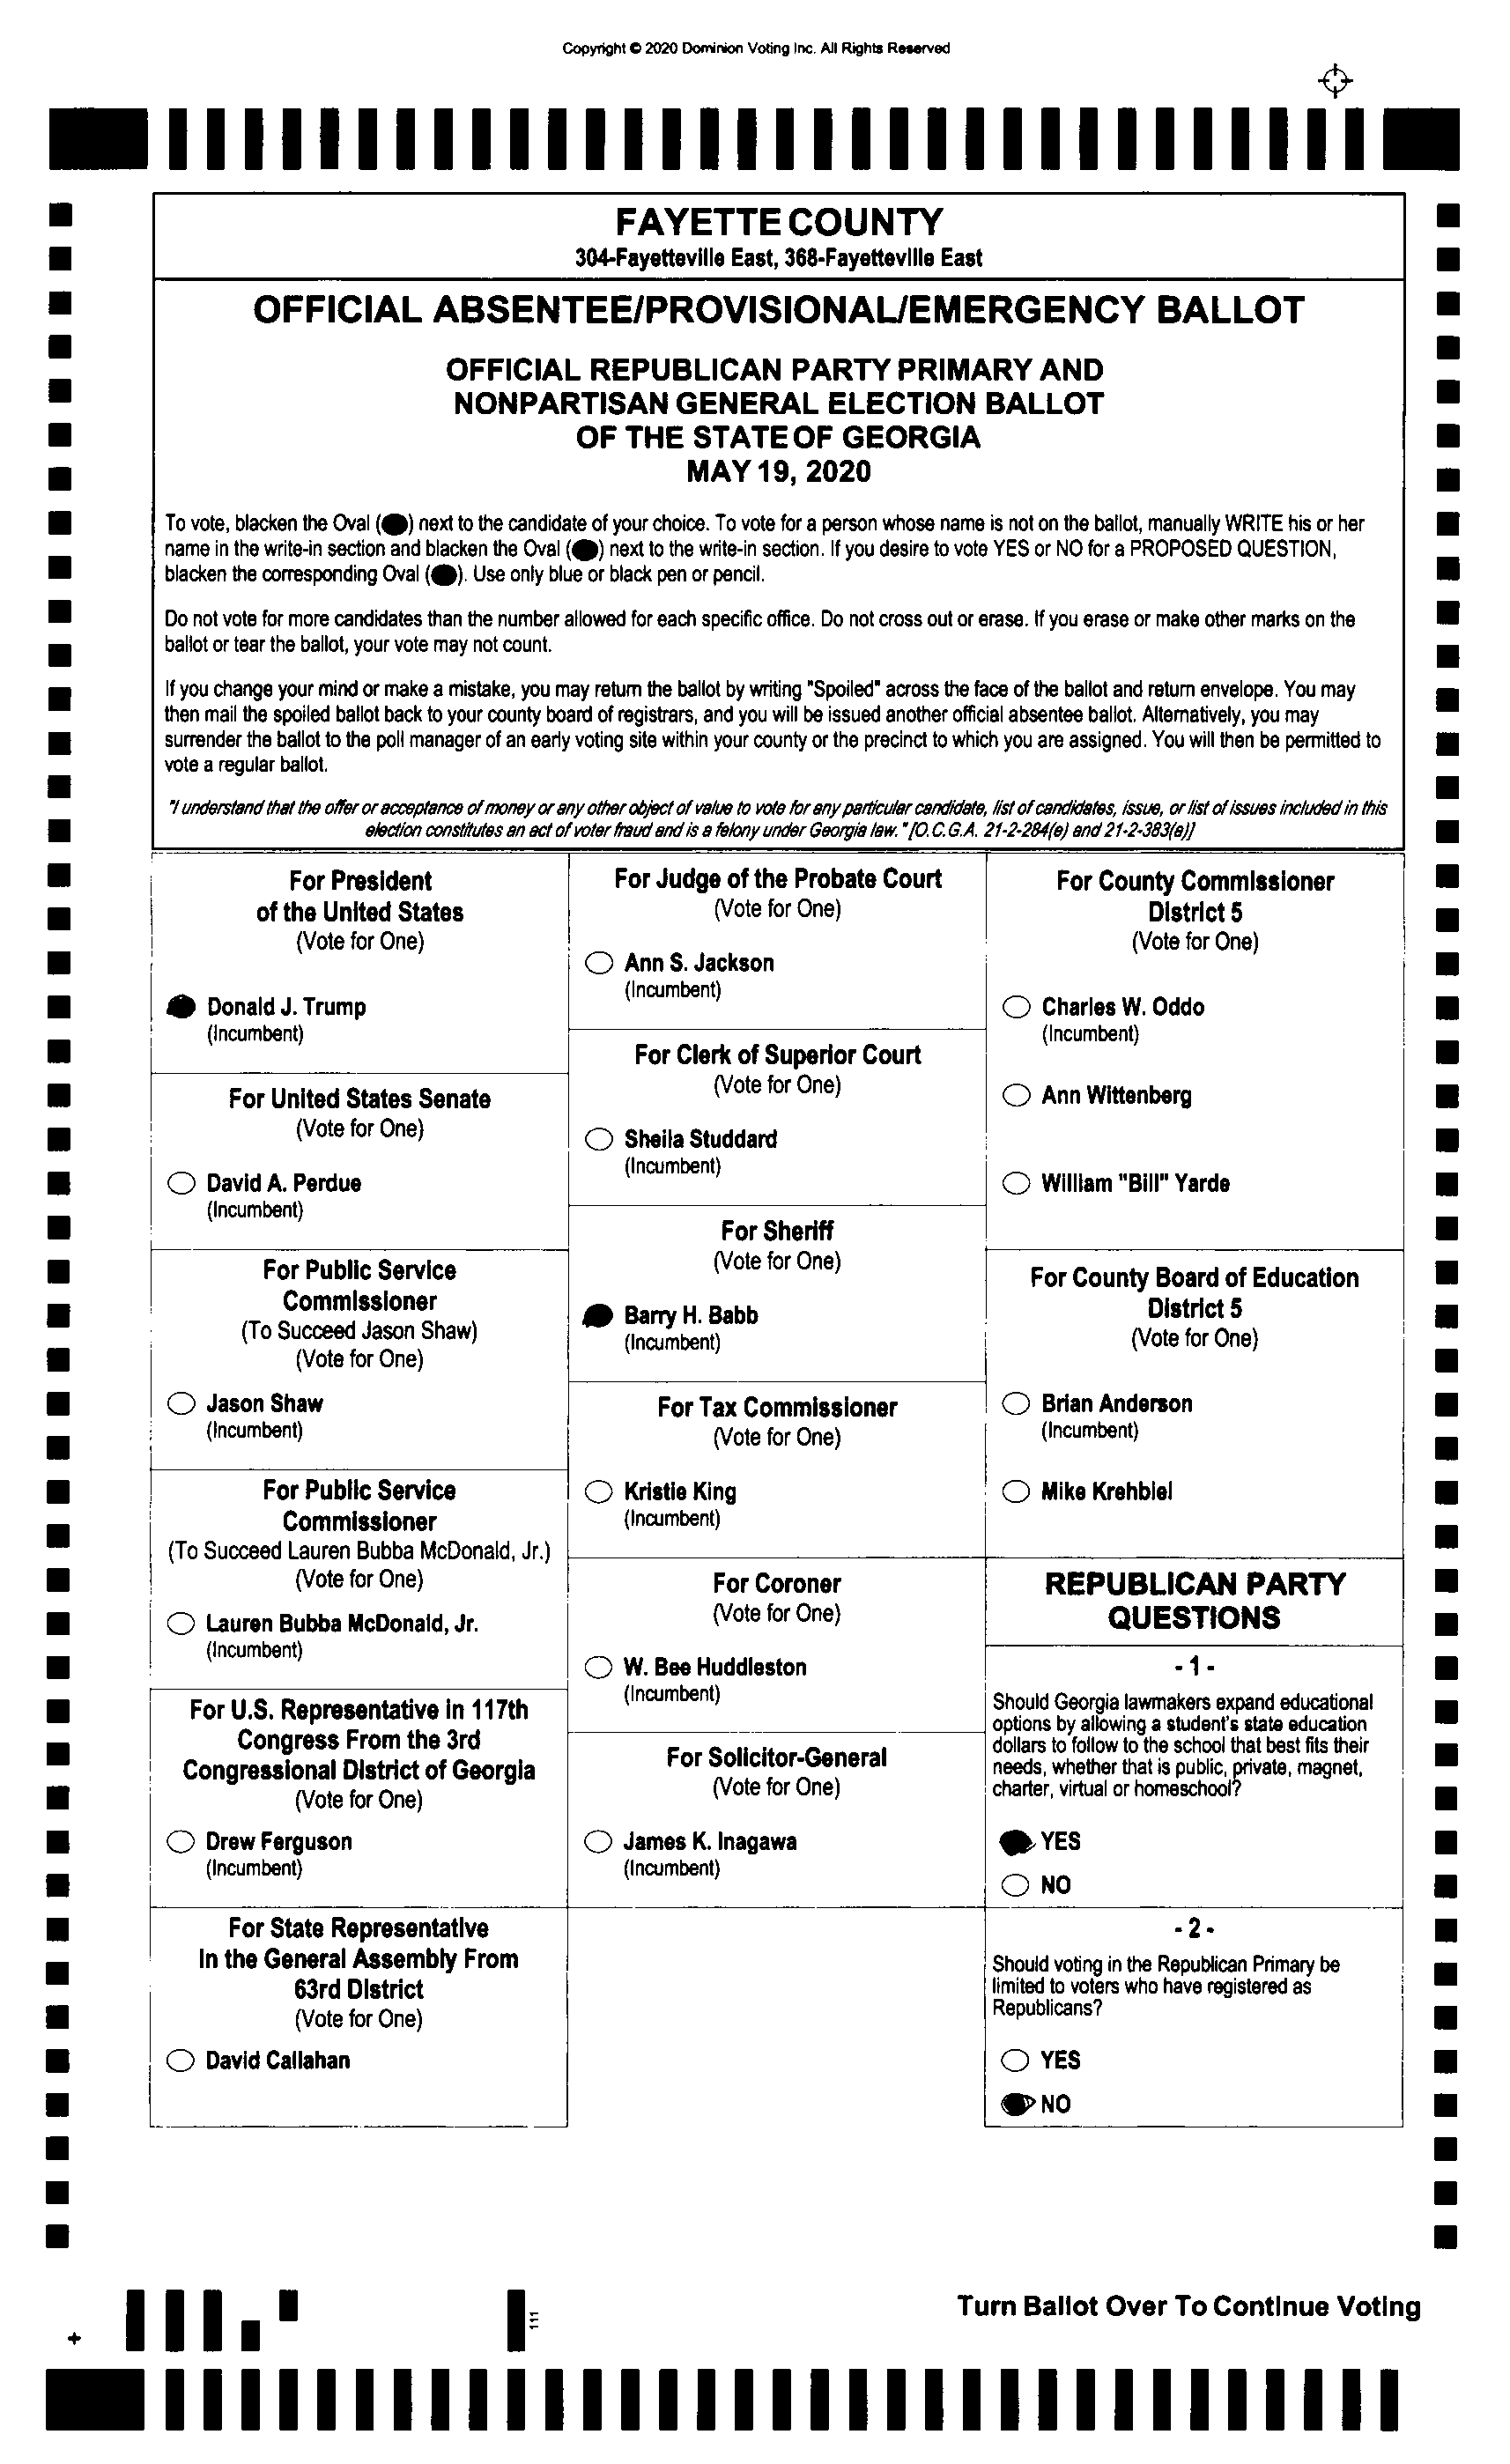 Copyright © 2020 Dominion Voting Inc. All Rights Reserved
FAYETTE COUNTY
304-Fayetteville East, 368-Fayetteville East
OFFICIAL ABSENTEE/PROVISIONAL/EMERGENCY BALLOT
OFFICIAL REPUBLICAN PARTY PRIMARY AND
NONPARTISAN GENERAL ELECTION BALLOT
OF THE STATE OF GEORGIA
MAY 19, 2020
To vote, blacken the Oval ( ) next to the candidate of your choice. To vote for a person whose name is not on the ballot, manually WRITE his or her
name in the write-in section and blacken the Oval ( ) next to the write-in section. If you desire to vote YES or NO for a PROPOSED QUESTION,
blacken the corresponding Oval ( ). Use only blue or black pen or pencil.
Do not vote for more candidates than the number allowed for each specific office. Do not cross out or erase. If you erase or make other marks on the
ballot or tear the ballot, your vote may not count.
If you change your mind or make a mistake, you may return the ballot by writing "Spoiled" across the face of the ballot and return envelope. You may
then mail the spoiled ballot back to your county board of registrars, and you will be issued another official absentee ballot. Alternatively, you may
surrender the ballot to the poll manager of an early voting site within your county or the precinct to which you are assigned. You will then be permitted to
vote a regular ballot.
"I understand that the offer or acceptance of money or any other object of value to vote for any particular candidate, list of candidates, issue, or list of issues included in this
election constitutes an act of voter fraud and is a felony under Georgia law." [O.C.G.A. 21-2-284(e) and 21-2-383(a)]
For President
of the United States
(Vote for One)
Donald J. Trump
(Incumbent)
For United States Senate
(Vote for One)
David A. Perdue
(Incumbent)
For Public Service
Commissioner
(To Succeed Jason Shaw)
(Vote for One)
Jason Shaw
(Incumbent)
For Public Service
Commissioner
(To Succeed Lauren Bubba McDonald, Jr.)
(Vote for One)
Lauren Bubba McDonald, Jr.
(Incumbent)
For U.S. Representative in 117th
Congress From the 3rd
Congressional District of Georgia
(Vote for One)
Drew Ferguson
(Incumbent)
For State Representative
In the General Assembly From
63rd District
(Vote for One)
David Callahan
For Judge of the Probate Court
(Vote for One)
Ann S. Jackson
(Incumbent)
For Clerk of Superior Court
(Vote for One)
Sheila Studdard
(Incumbent)
For Sheriff
(Vote for One)
Barry H. Babb
(Incumbent)
For Tax Commissioner
(Vote for One)
Kristie King
(Incumbent)
For Coroner
(Vote for One)
W. Bee Huddleston
(Incumbent)
For Solicitor-General
(Vote for One)
James K. Inagawa
(Incumbent)
For County Commissioner
District 5
(Vote for One)
Charles W. Oddo
(Incumbent)
Ann Wittenberg
William "Bill" Yarde
For County Board of Education
District 5
(Vote for One)
Brian Anderson
(Incumbent)
Mike Krehbiel
REPUBLICAN PARTY
QUESTIONS
- 1 -
Should Georgia lawmakers expand educational
options by allowing a student's state education
dollars to follow to the school that best fits their
needs, whether that is public, private, magnet,
charter, virtual or homeschool?
YES
NO
- 2 -
Should voting in the Republican Primary be
limited to voters who have registered as
Republicans?
YES
NO
Turn Ballot Over To Continue Voting
111